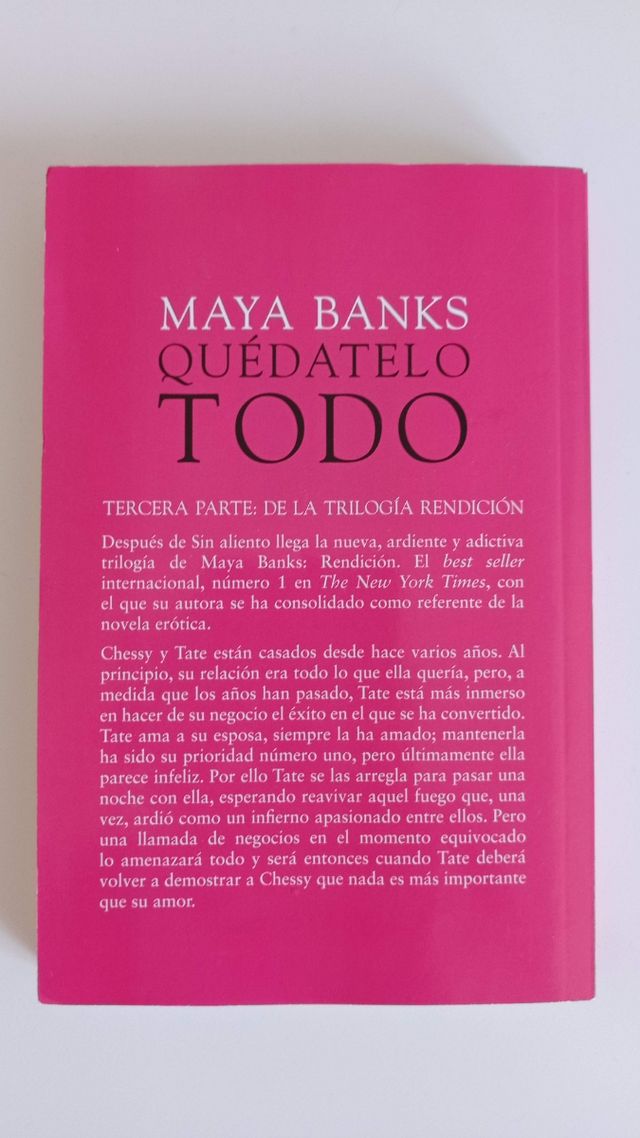 MAYA BANKS
QUÉDATELO
TODO
TERCERA PARTE: DE LA TRILOGÍA RENDICIÓN
Después de Sin aliento llega la nueva, ardiente y adictiva
trilogía de Maya Banks: Rendición. El best seller
internacional, número 1 en The New York Times, con
el que su autora se ha consolidado como referente de la
novela erótica.
Chessy y Tate están casados desde hace varios años. Al
principio, su relación era todo lo que ella quería, pero, a
medida que los años han pasado, Tate está más inmerso
en hacer de su negocio el éxito en el que se ha convertido.
Tate ama a su esposa, siempre la ha amado; mantenerla
ha sido su prioridad número uno, pero últimamente ella
parece infeliz. Por ello Tate se las arregla para pasar una
noche con ella, esperando reavivar aquel fuego que, una
vez, ardió como un infierno apasionado entre ellos. Pero
una llamada de negocios en el momento equivocado
lo amenazará todo y será entonces cuando Tate deberá
volver a demostrar a Chessy que nada es más importante
que su amor.